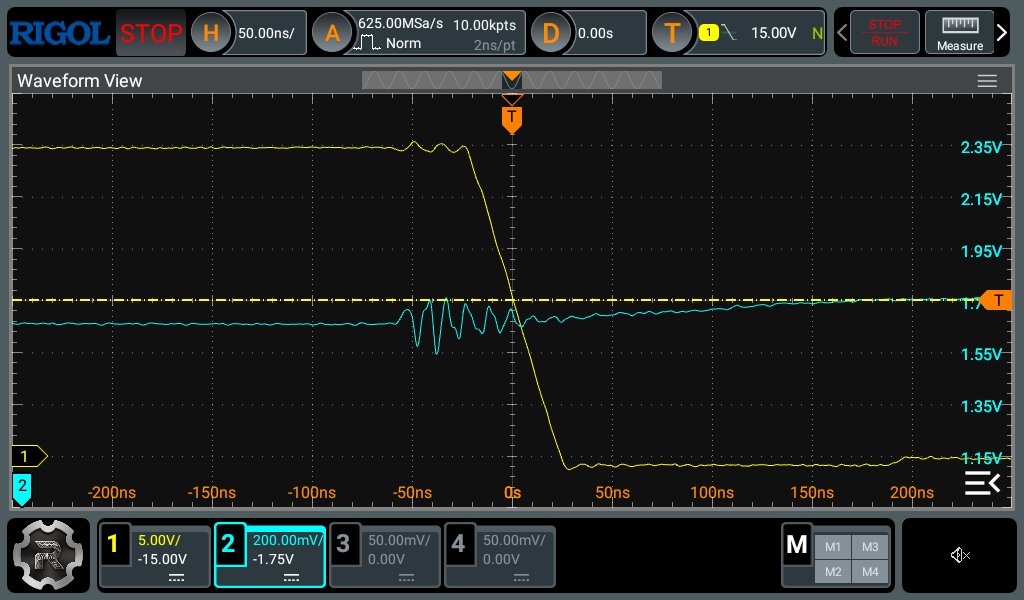 RIGOL STOP H 50.00ns/ A 625.00MSa/s 10.00kpts D 0.00s T 1 15.00V N STOP
Norm 2ns/pt RUN Measure
Waveform View
T
2.35V
2.15V
1.95V
1.7 T
1.55V
1.35V
1 1.15V
2
-200ns -150ns -100ns -50ns 0s 50ns 100ns 150ns 200ns
1 5.00V/ 2 200.00mV/ 3 50.00mV/ 4 50.00mV/ M M1 M3
-15.00V -1.75V 0.00V 0.00V M2 M4